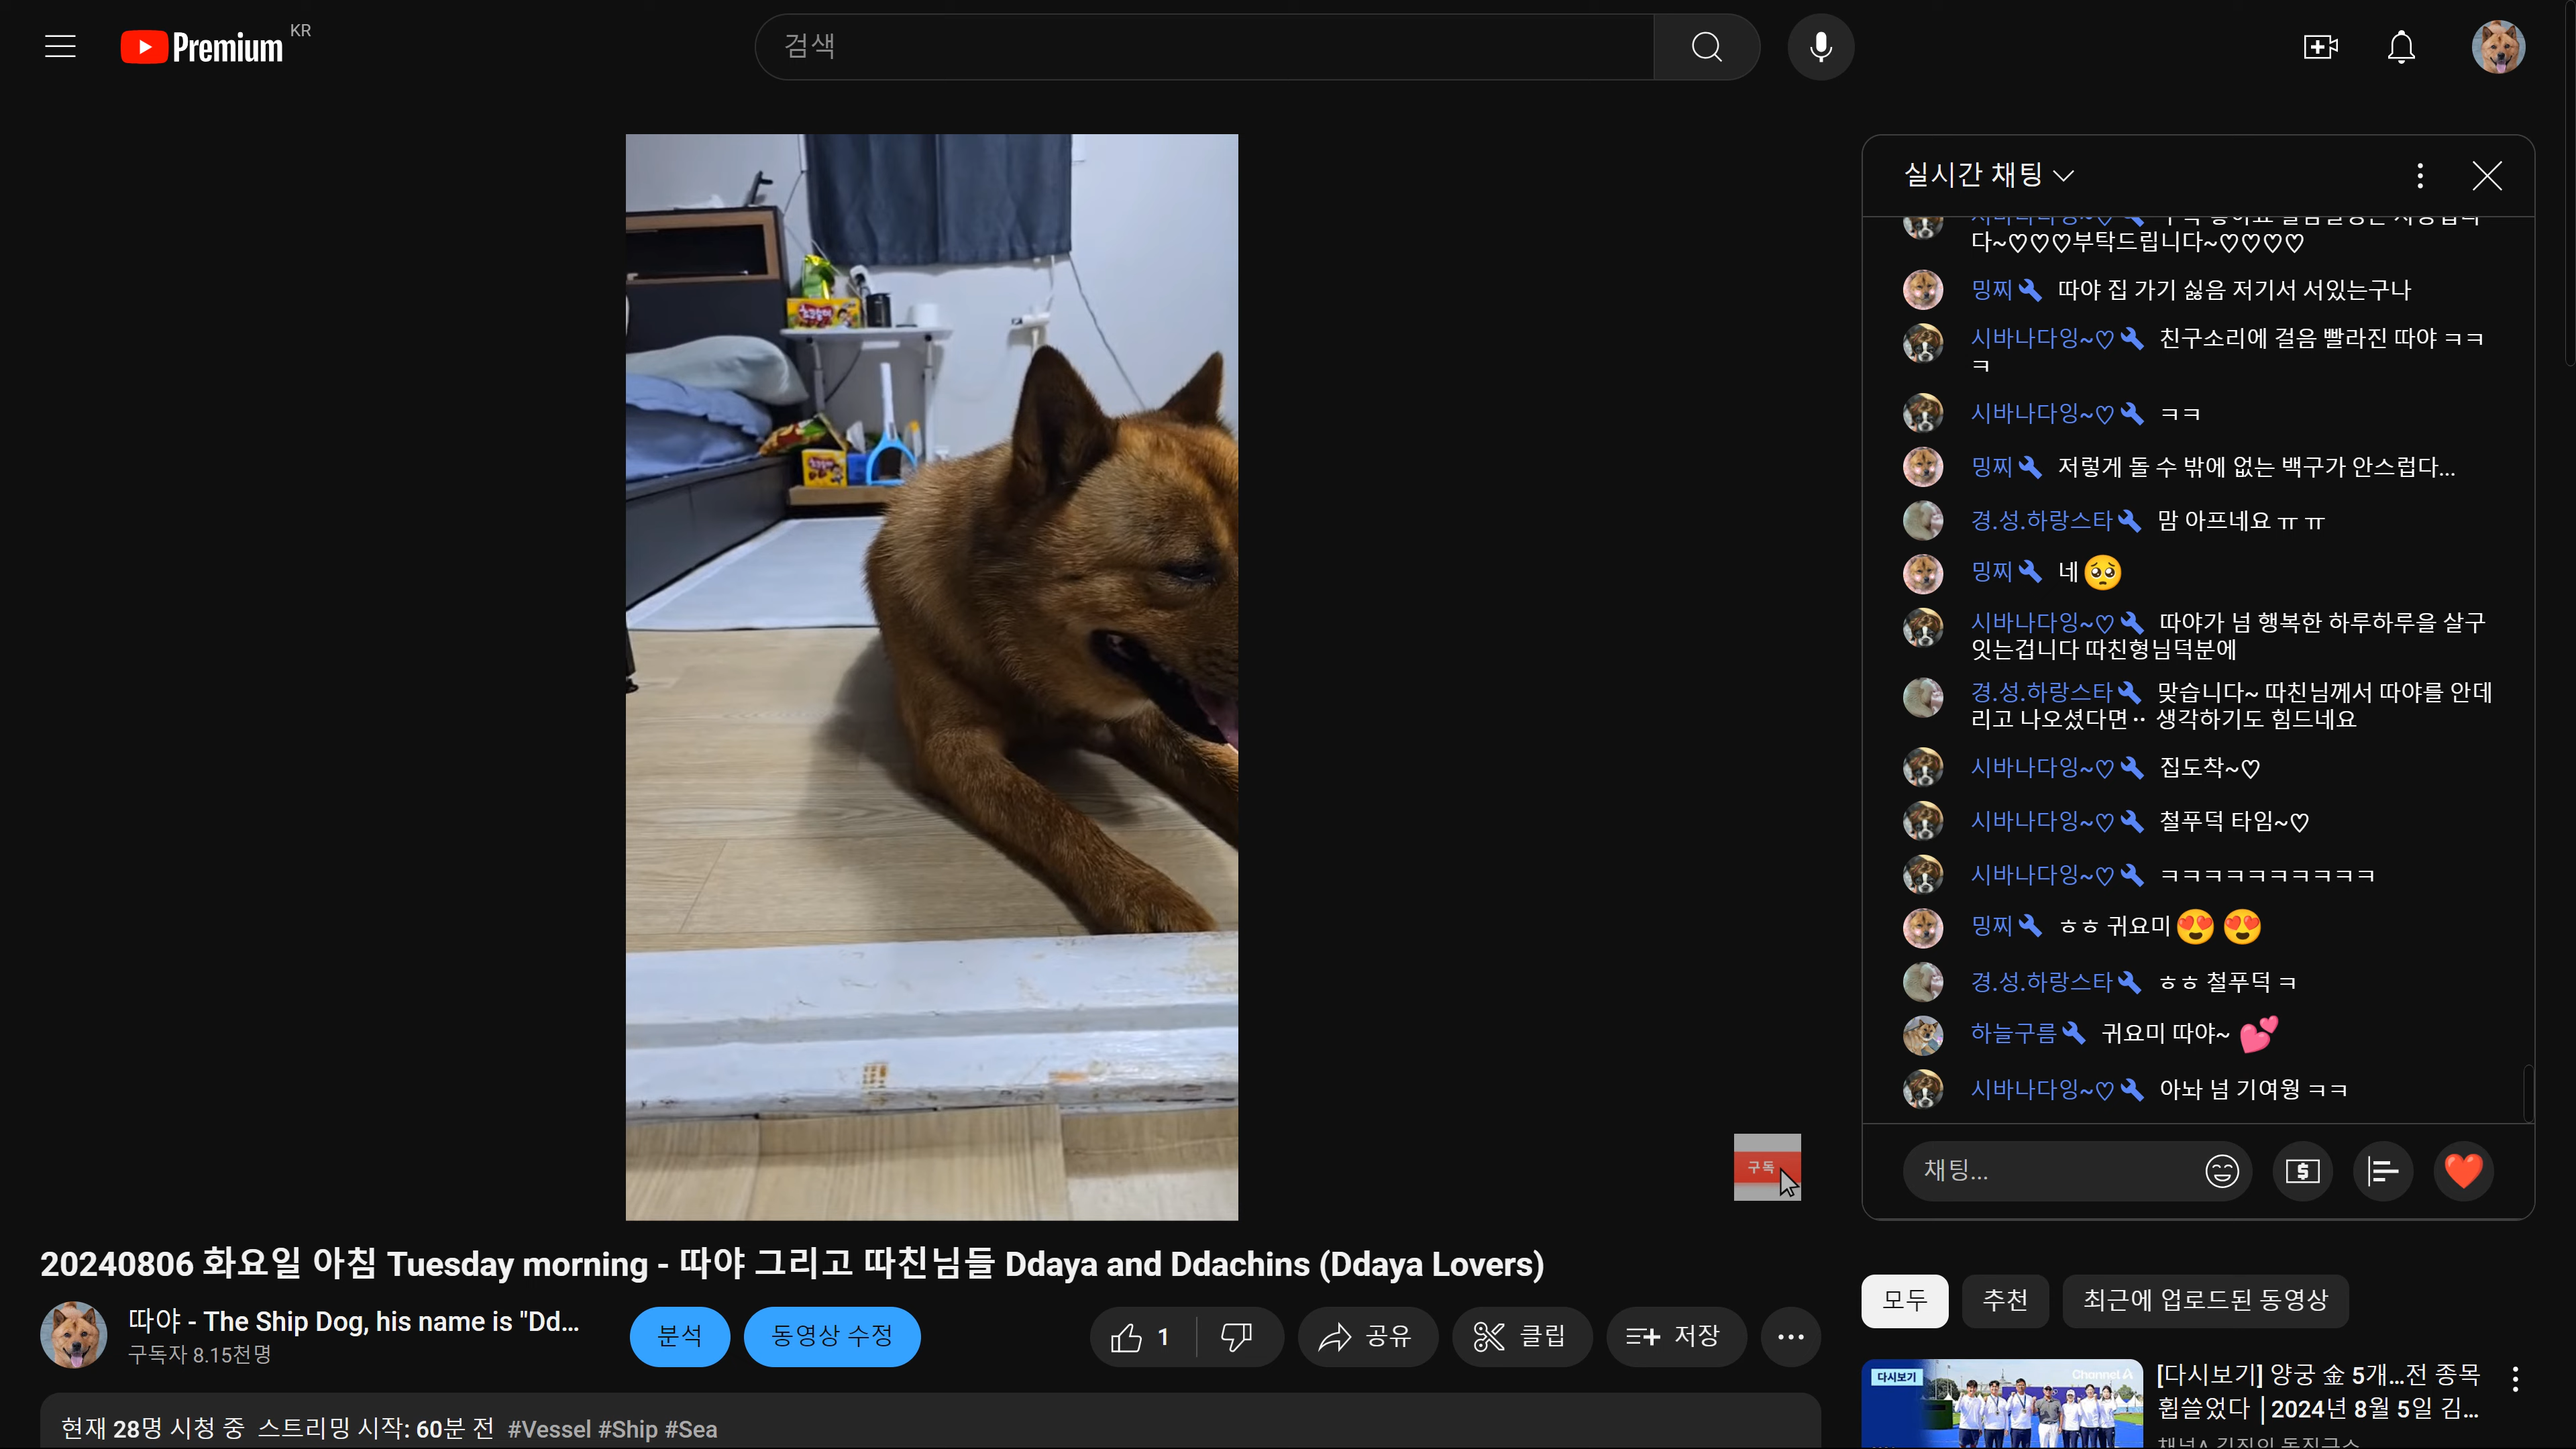 Premium KR
검색
실시간 채팅
다~♡♡♡부탁드립니다~♡♡♡♡
밍찌 따야 집 가기 싫음 저기서 서있는구나
시바나다잉~♡ 친구소리에 걸음 빨라진 따야 ㅋㅋ
ㅋ
시바나다잉~♡ ㅋㅋ
밍찌 저렇게 돌 수 밖에 없는 백구가 안스럽다...
경.성.하랑스타 맘 아프네요 ㅠㅠ
밍찌 네🥺
시바나다잉~♡ 따야가 넘 행복한 하루하루을 살구
잇는겁니다 따친형님덕분에
경.성.하랑스타 맞습니다~ 따친님께서 따야를 안데
리고 나오셨다면·· 생각하기도 힘드네요
시바나다잉~♡ 집도착~♡
시바나다잉~♡ 철푸덕 타임~♡
시바나다잉~♡ ㅋㅋㅋㅋㅋㅋㅋㅋㅋㅋ
밍찌 ㅎㅎ 귀요미😍😍
경.성.하랑스타 ㅎㅎ 철푸덕 ㅋ
하늘구름 귀요미 따야~ 💕
시바나다잉~♡ 아놔 넘 기여웡 ㅋㅋ
채팅...
구독
20240806 화요일 아침 Tuesday morning - 따야 그리고 따친님들 Ddaya and Ddachins (Ddaya Lovers)
따야 - The Ship Dog, his name is "Dd...
구독자 8.15천명
분석
동영상 수정
1
공유
클립
저장
현재 28명 시청 중 스트리밍 시작: 60분 전 #Vessel #Ship #Sea
모두
추천
최근에 업로드된 동영상
다시보기
Channel A
[다시보기] 양궁 金 5개...전 종목
휩쓸었다 | 2024년 8월 5일 김...